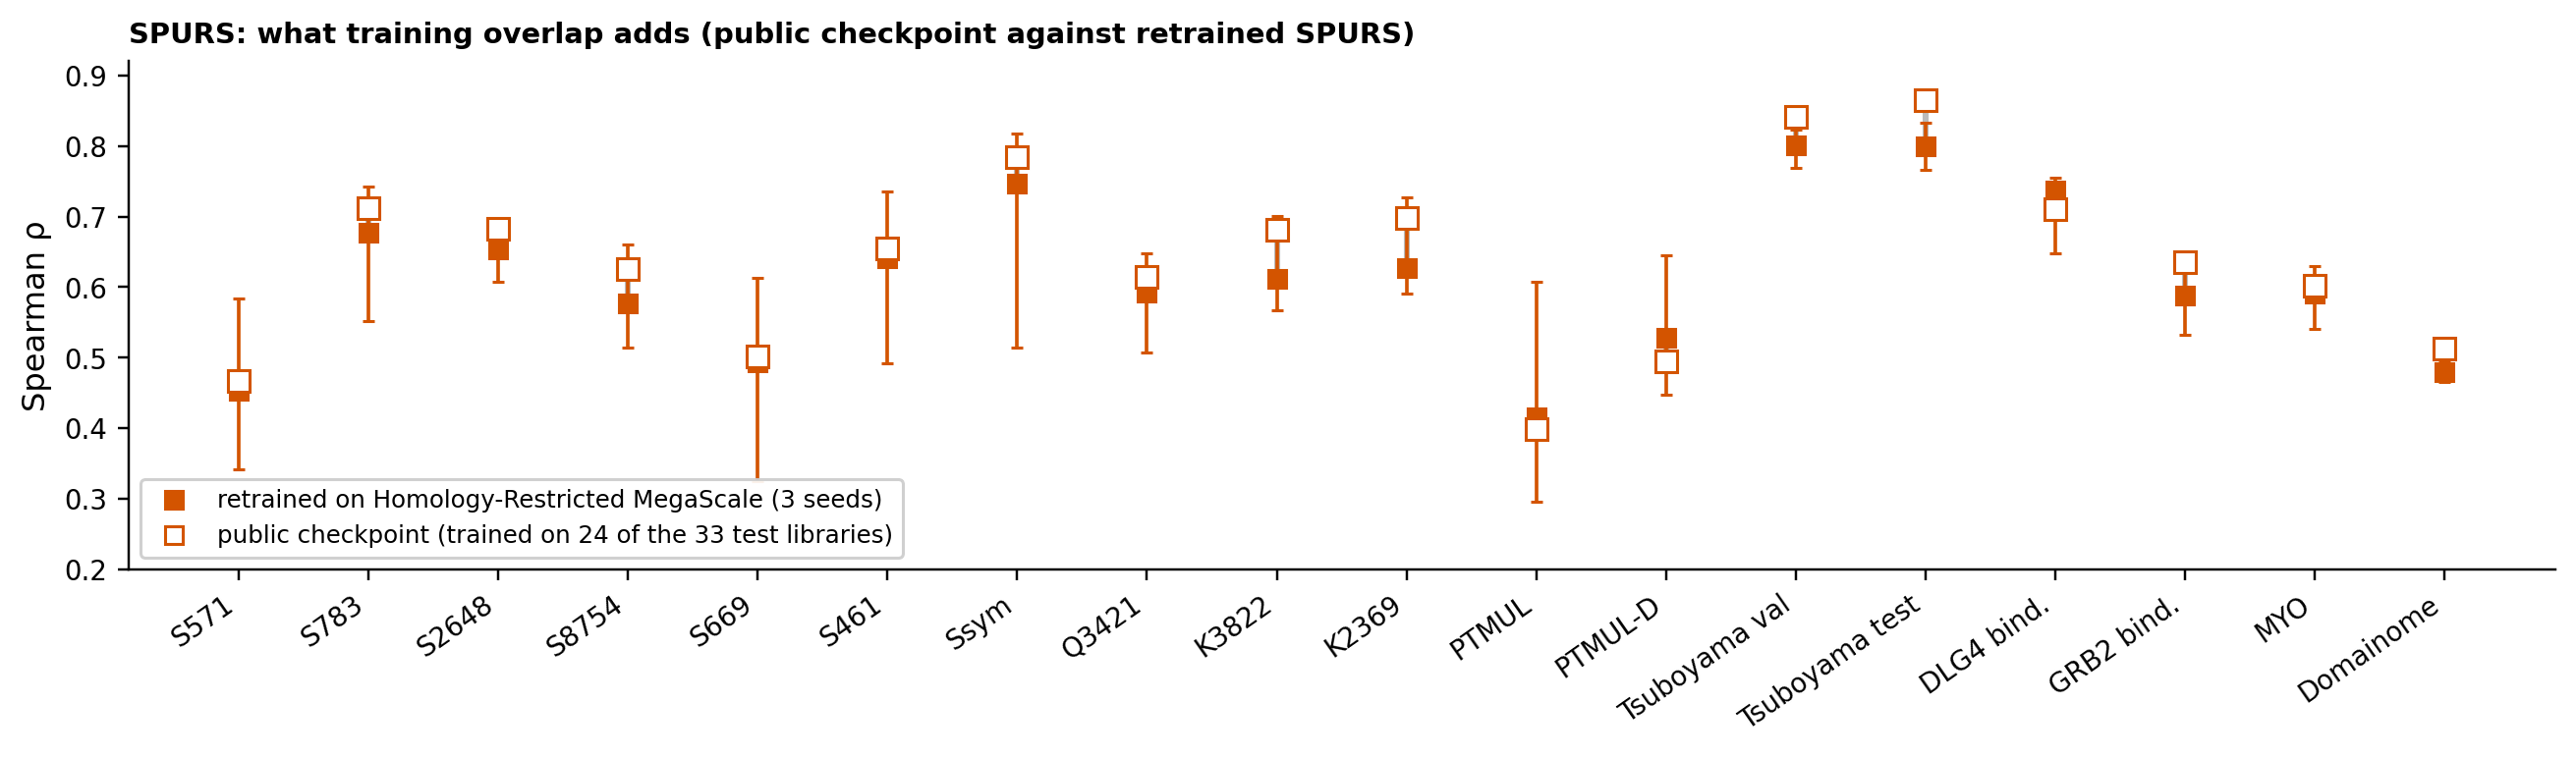 SPURS: what training overlap adds (public checkpoint against retrained SPURS)
Spearman ρ
0.9
0.8
0.7
0.6
0.5
0.4
0.3
0.2
retrained on Homology-Restricted MegaScale (3 seeds)
public checkpoint (trained on 24 of the 33 test libraries)
S571
S783
S2648
S8754
S669
S461
Ssym
Q3421
K3822
K2369
PTMUL
PTMUL-D
Tsuboyama val
Tsuboyama test
DLG4 bind.
GRB2 bind.
MYO
Domainome